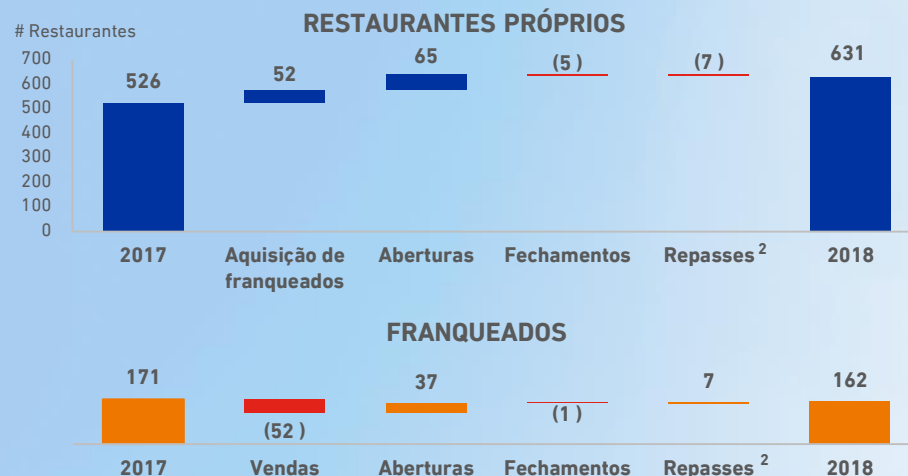 RESTAURANTES PRÓPRIOS
# Restaurantes
700
600
500
400
300
200
100
0
526
52
65
(5 )
(7 )
631
2017
Aquisição de
franqueados
Aberturas
Fechamentos
Repasses 2
2018
FRANQUEADOS
171
(52 )
37
(1 )
7
162
2017
Vendas
Aberturas
Fechamentos
Repasses 2
2018